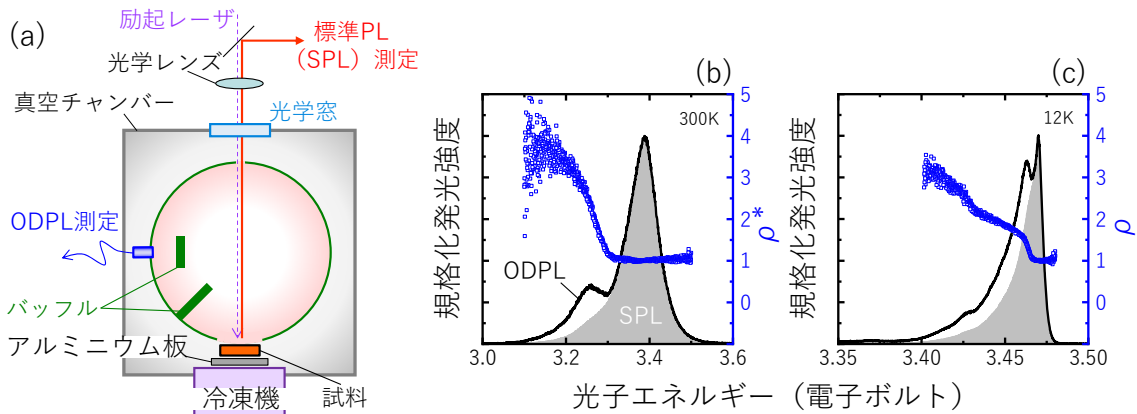 (a)
励起レーザ
標準PL
(SPL) 測定
光学レンズ
真空チャンバー
光学窓
ODPL測定
バッフル
アルミニウム板
冷凍機
試料
(b)
300K
規格化発光強度
ODPL
SPL
5
4
3
2
1
0
ρ*
3.0
3.2
3.4
3.6
(c)
12K
規格化発光強度
5
4
3
2
1
0
ρ
3.35
3.40
3.45
3.50
光子エネルギー (電子ボルト)